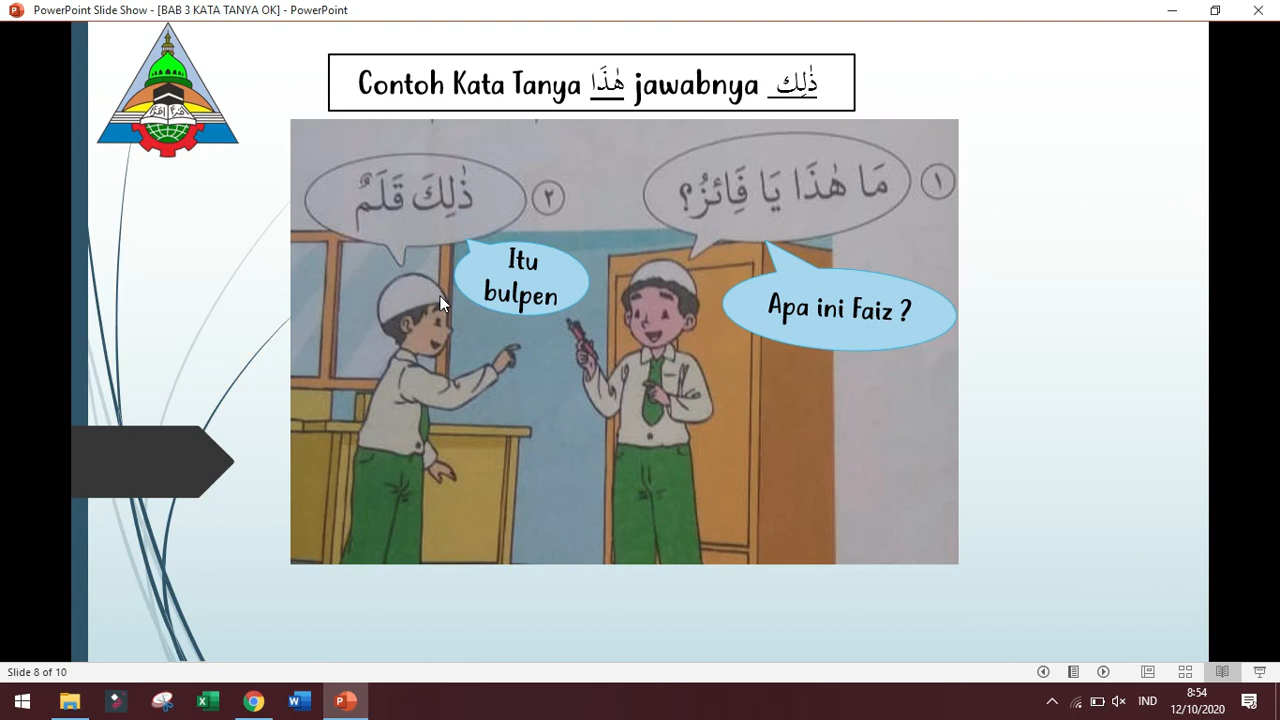 PowerPoint Slide Show - [BAB 3 KATA TANYA OK] - PowerPoint
Contoh Kata Tanya هٰذَا jawabnya ذٰلِك
١
مَا هٰذَا يَا فَائِزُ؟
٢
ذٰلِكَ قَلَمٌ
Itu
bulpen
Apa ini Faiz ?
Slide 8 of 10
IND
8:54
12/10/2020